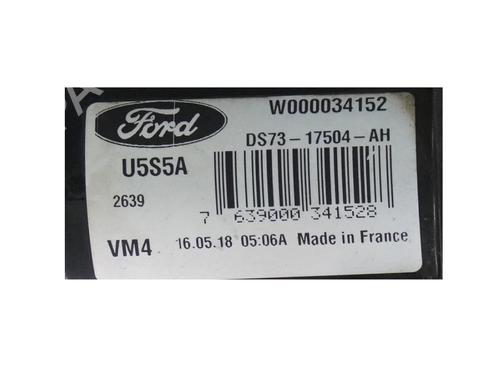 Ford
W000034152
DS73-17504-AH
U5S5A
2639
7 639000 341528
VM4 16.05.18 05:06A Made in France